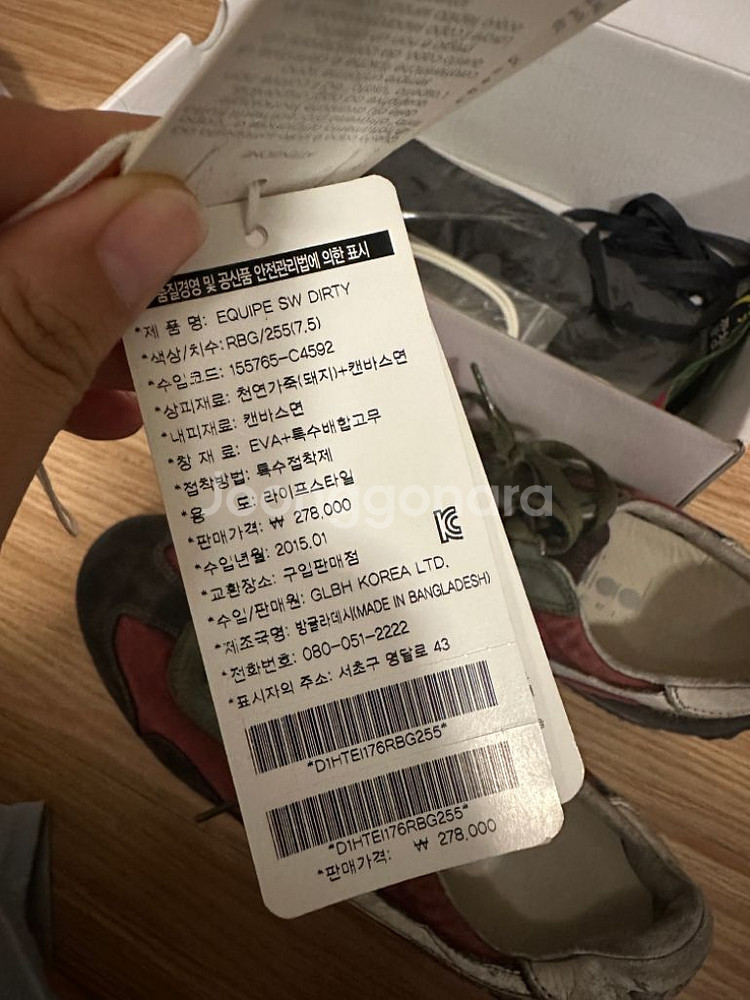 품질경영 및 공산품 안전관리법에 의한 표시
*제 품 명: EQUIPE SW DIRTY
*색상/치수: RBG/255(7.5)
*수입코드: 155765-C4592
*상피재료: 천연가죽(돼지)+캔바스면
*내피재료: 캔바스면
*창 재 료: EVA+특수배합고무
*접착방법: 특수접착제
*용 도: 라이프스타일
*판매가격: ₩ 278,000
*수입년월: 2015.01
*교환장소: 구입판매점
*수입/판매원: GLBH KOREA LTD.
*제조국명: 방글라데시(MADE IN BANGLADESH)
*전화번호: 080-051-2222
*표시자의 주소: 서초구 명달로 43
*D1HTEI176RBG255*
*D1HTEI176RBG255*
*판매가격: ₩ 278,000
Joonggonara